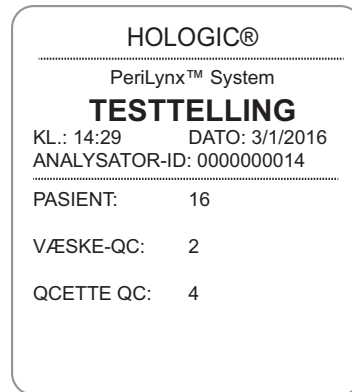 HOLOGIC®
PeriLynx™ System
TESTTELLING
KL.: 14:29 DATO: 3/1/2016
ANALYSATOR-ID: 0000000014
PASIENT: 16
VÆSKE-QC: 2
QCETTE QC: 4